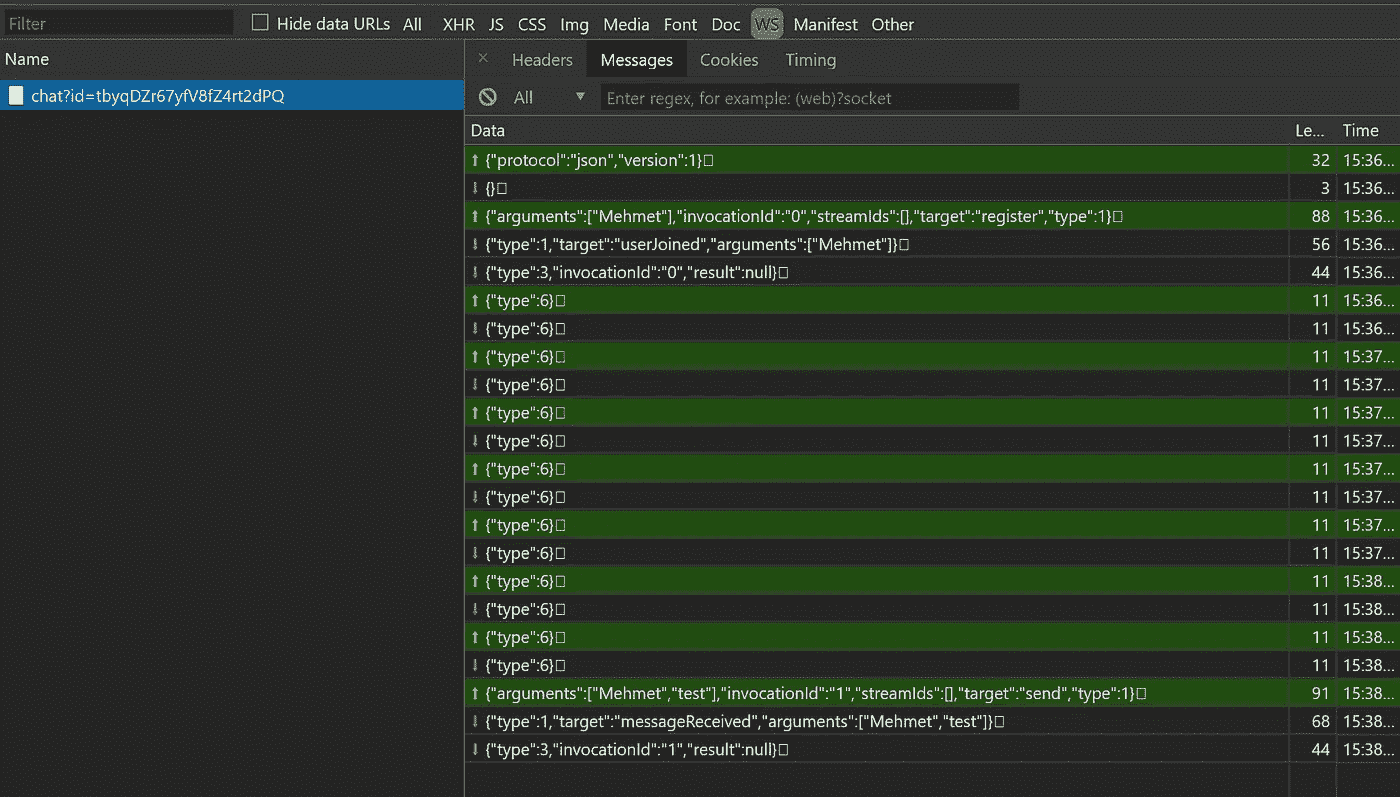 Filter Hide data URLs All XHR JS CSS Img Media Font Doc WS Manifest Other
Name
chat?id=tbyqDZr67yfV8fZ4rt2dPQ
× Headers Messages Cookies Timing
All ▼ Enter regex, for example: (web)?socket
Data Le... Time
↑ {"protocol":"json","version":1}□ 32 15:36...
↓ {}□ 3 15:36...
↑ {"arguments":["Mehmet"],"invocationId":"0","streamIds":[],"target":"register","type":1}□ 88 15:36...
↓ {"type":1,"target":"userJoined","arguments":["Mehmet"]}□ 56 15:36...
↓ {"type":3,"invocationId":"0","result":null}□ 44 15:36...
↑ {"type":6}□ 11 15:36...
↓ {"type":6}□ 11 15:36...
↑ {"type":6}□ 11 15:37...
↓ {"type":6}□ 11 15:37...
↑ {"type":6}□ 11 15:37...
↓ {"type":6}□ 11 15:37...
↑ {"type":6}□ 11 15:37...
↓ {"type":6}□ 11 15:37...
↑ {"type":6}□ 11 15:37...
↓ {"type":6}□ 11 15:37...
↑ {"type":6}□ 11 15:38...
↓ {"type":6}□ 11 15:38...
↑ {"type":6}□ 11 15:38...
↓ {"type":6}□ 11 15:38...
↑ {"arguments":["Mehmet","test"],"invocationId":"1","streamIds":[],"target":"send","type":1}□ 91 15:38...
↓ {"type":1,"target":"messageReceived","arguments":["Mehmet","test"]}□ 68 15:38...
↓ {"type":3,"invocationId":"1","result":null}□ 44 15:38...